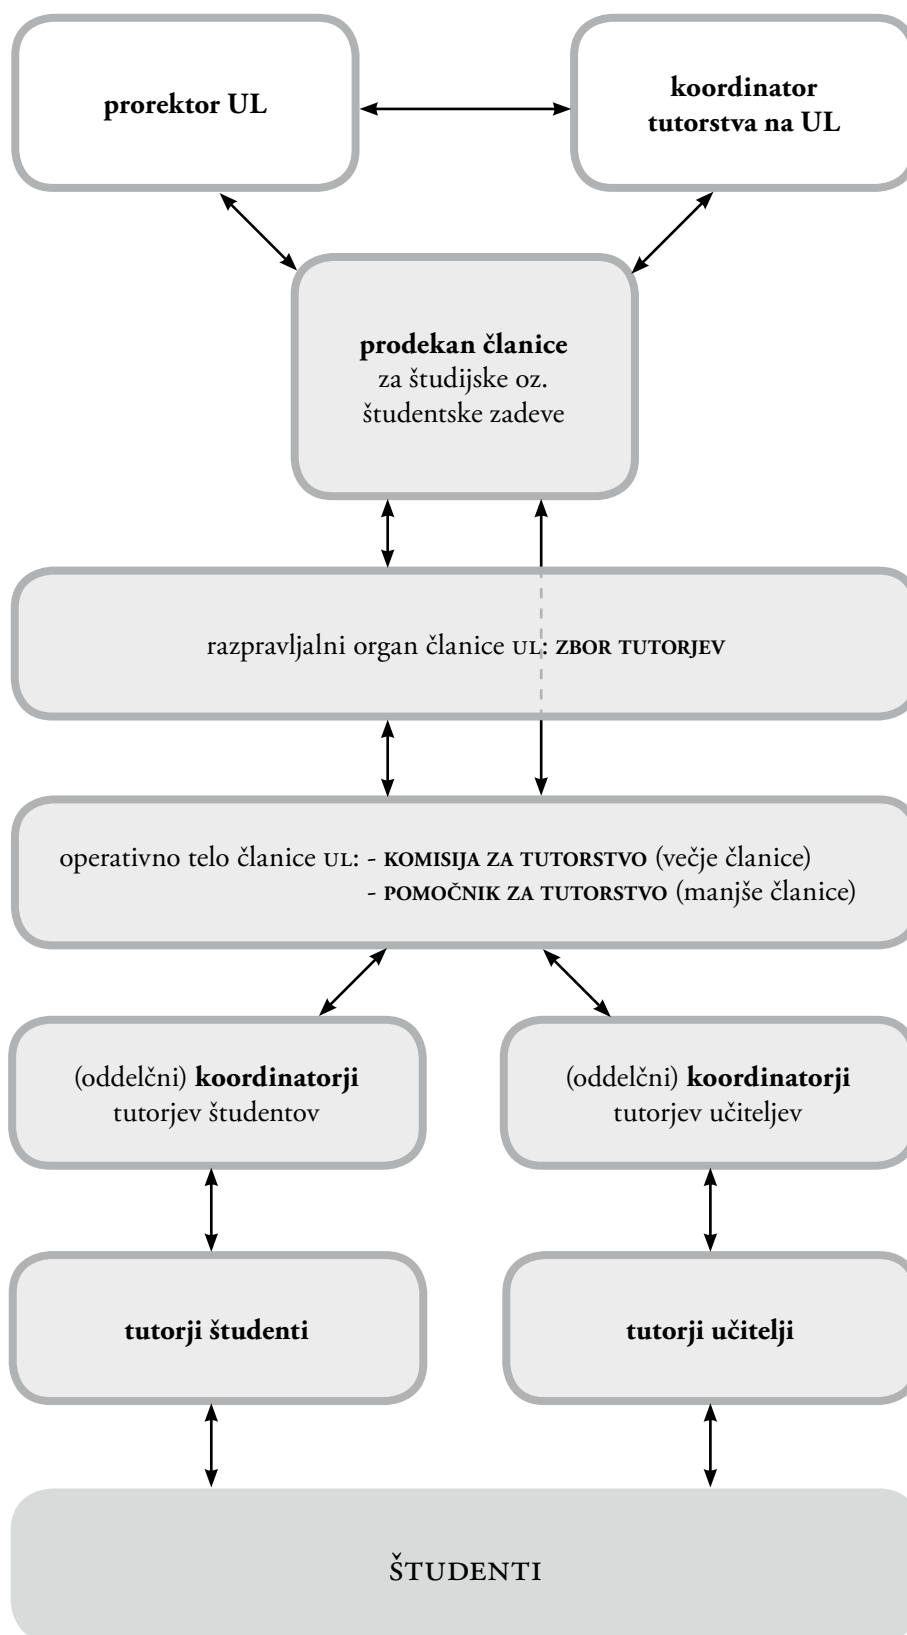 prorektor UL
koordinator
tutorstva na UL
prodekan članice
za študijske oz.
študentske zadeve
razpravljalni organ članice UL: ZBOR TUTORJEV
operativno telo članice UL: - KOMISIJA ZA TUTORSTVO (večje članice)
- POMOČNIK ZA TUTORSTVO (manjše članice)
(oddelčni) koordinatorji
tutorjev študentov
(oddelčni) koordinatorji
tutorjev učiteljev
tutorji študenti
tutorji učitelji
ŠTUDENTI